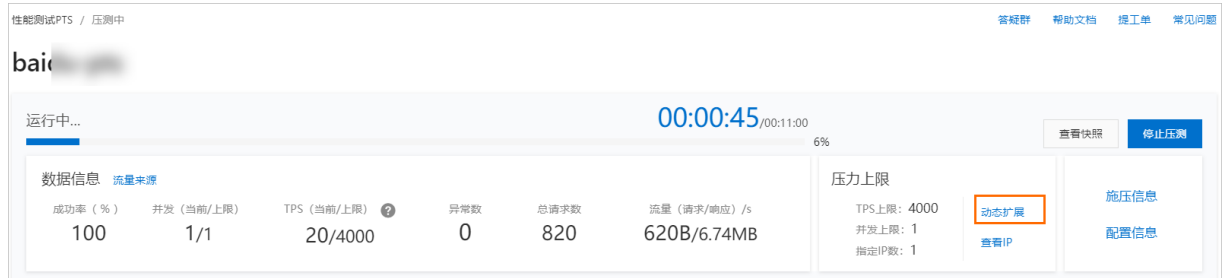 性能测试PTS / 压测中
答疑群 帮助文档 提工单 常见问题
运行中...
00:00:45/00:11:00
6%
查看快照 停止压测
数据信息 流量来源
成功率（%） 并发（当前/上限） TPS（当前/上限） ? 异常数 总请求数 流量（请求/响应）/s
100 1/1 20/4000 0 820 620B/6.74MB
压力上限
TPS上限: 4000
并发上限: 1
指定IP数: 1
动态扩展
查看IP
施压信息
配置信息